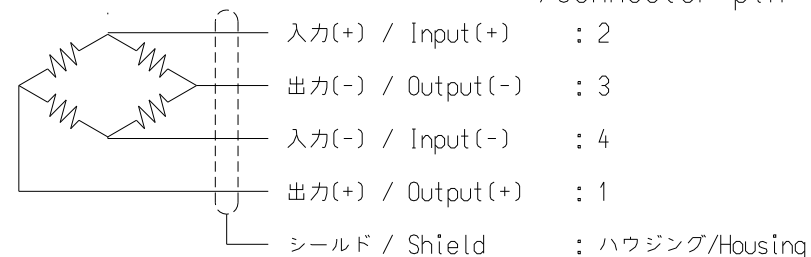 /Connector pin
入力(+) / Input(+) : 2
出力(-) / Output(-) : 3
入力(-) / Input(-) : 4
出力(+) / Output(+) : 1
シールド / Shield : ハウジング/Housing